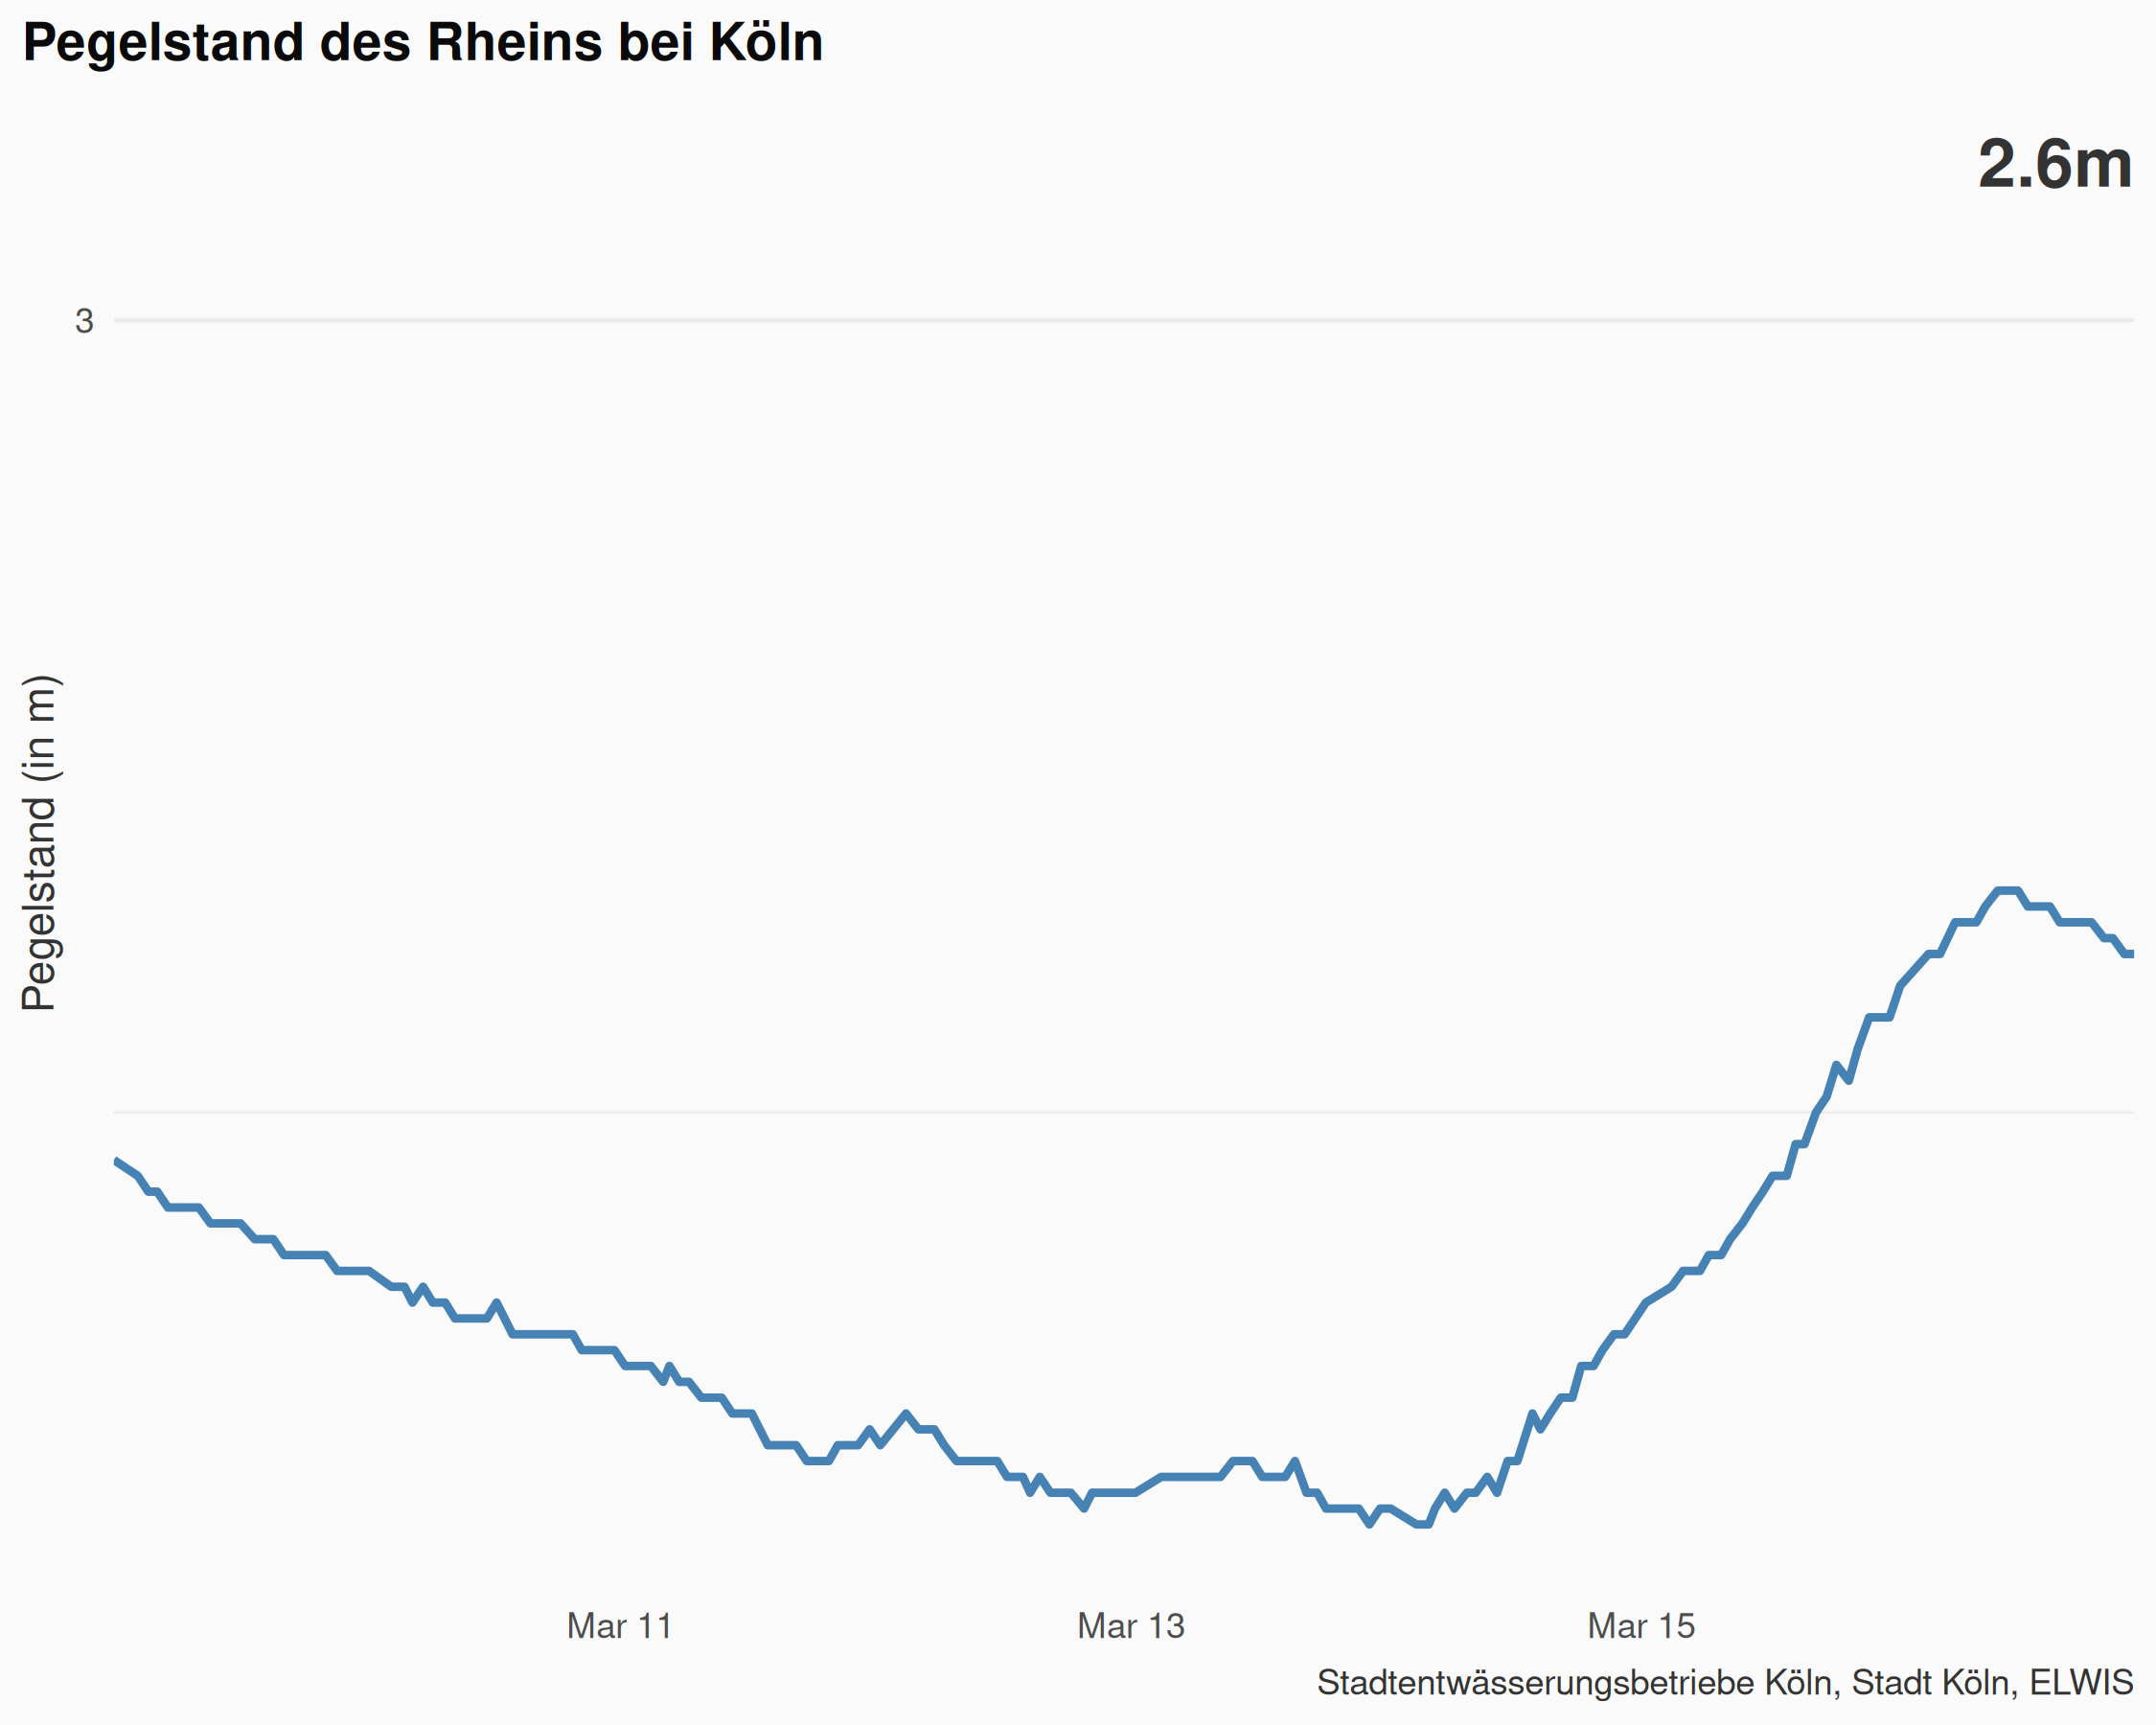 Pegelstand des Rheins bei Köln
2.6m
3
Pegelstand (in m)
Mar 11
Mar 13
Mar 15
Stadtentwässerungsbetriebe Köln, Stadt Köln, ELWIS